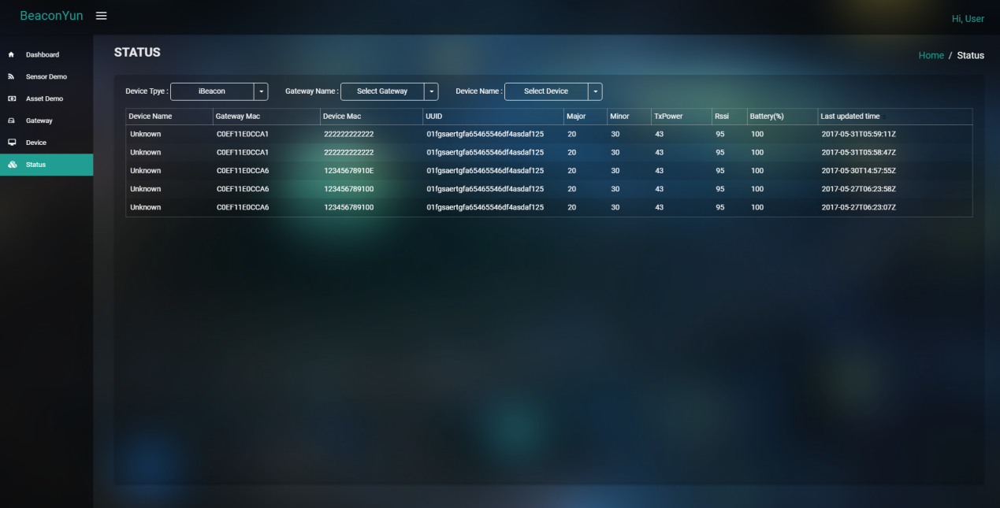 BeaconYun
Hi, User
Dashboard
Sensor Demo
Asset Demo
Gateway
Device
Status
STATUS
Home / Status
Device Tpye : iBeacon Gateway Name : Select Gateway Device Name : Select Device
Device Name Gateway Mac Device Mac UUID Major Minor TxPower Rssi Battery(%) Last updated time
Unknown C0EF11E0CCA1 222222222222 01fgsaertgfa65465546df4asdaf125 20 30 43 95 100 2017-05-31T05:59:11Z
Unknown C0EF11E0CCA1 222222222222 01fgsaertgfa65465546df4asdaf125 20 30 43 95 100 2017-05-31T05:58:47Z
Unknown C0EF11E0CCA6 12345678910E 01fgsaertgfa65465546df4asdaf125 20 30 43 95 100 2017-05-30T14:57:55Z
Unknown C0EF11E0CCA6 123456789100 01fgsaertgfa65465546df4asdaf125 20 30 43 95 100 2017-05-27T06:23:58Z
Unknown C0EF11E0CCA6 123456789100 01fgsaertgfa65465546df4asdaf125 20 30 43 95 100 2017-05-27T06:23:07Z